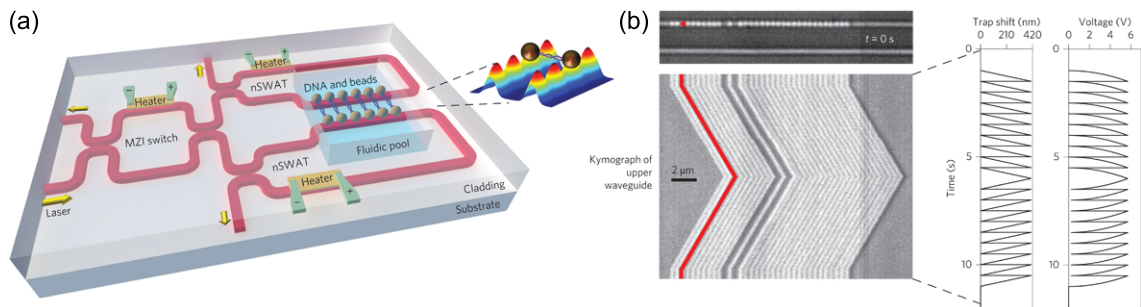 (a)
Heater
nSWAT
DNA and beads
Heater
MZI switch
nSWAT
Fluidic pool
Heater
Laser
Cladding
Substrate
(b)
t = 0 s
Kymograph of
upper
waveguide
2 μm
Trap shift (nm)
0 210 420
Voltage (V)
0 2 4 6
Time (s)
0
5
10
0
5
10